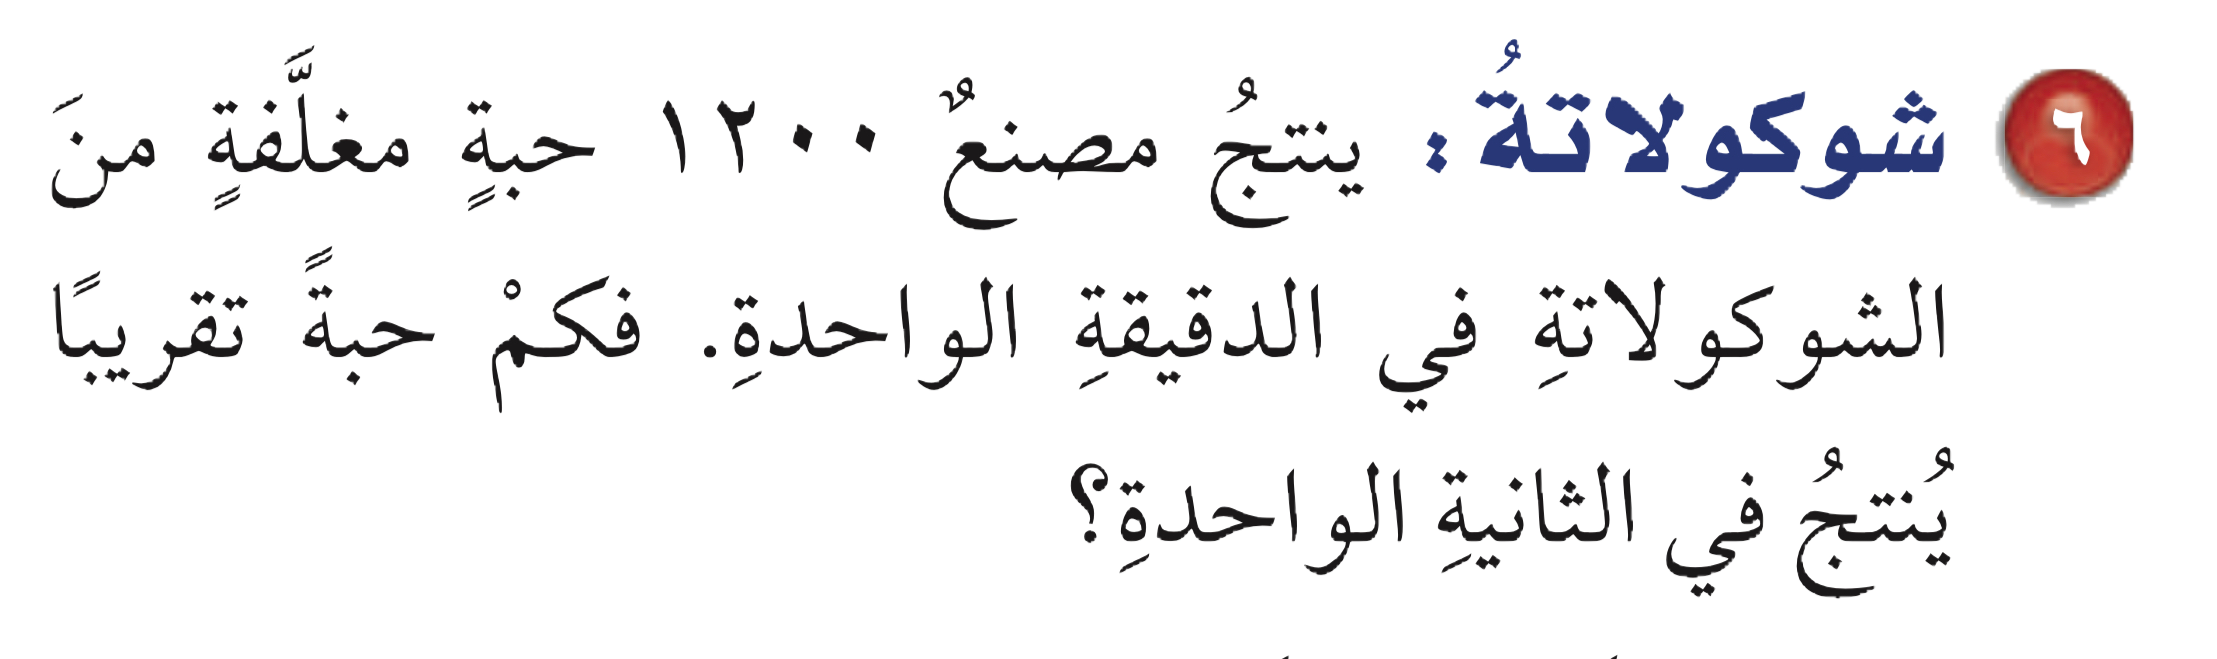 ٦ شوكولاتةُ: ينتجُ مصنعٌ ١٢٠٠ حبةٍ مغلَّفةٍ منَ
الشوكولاتةِ في الدقيقةِ الواحدةِ. فكمْ حبةً تقريبًا
يُنتجُ في الثانيةِ الواحدةِ؟